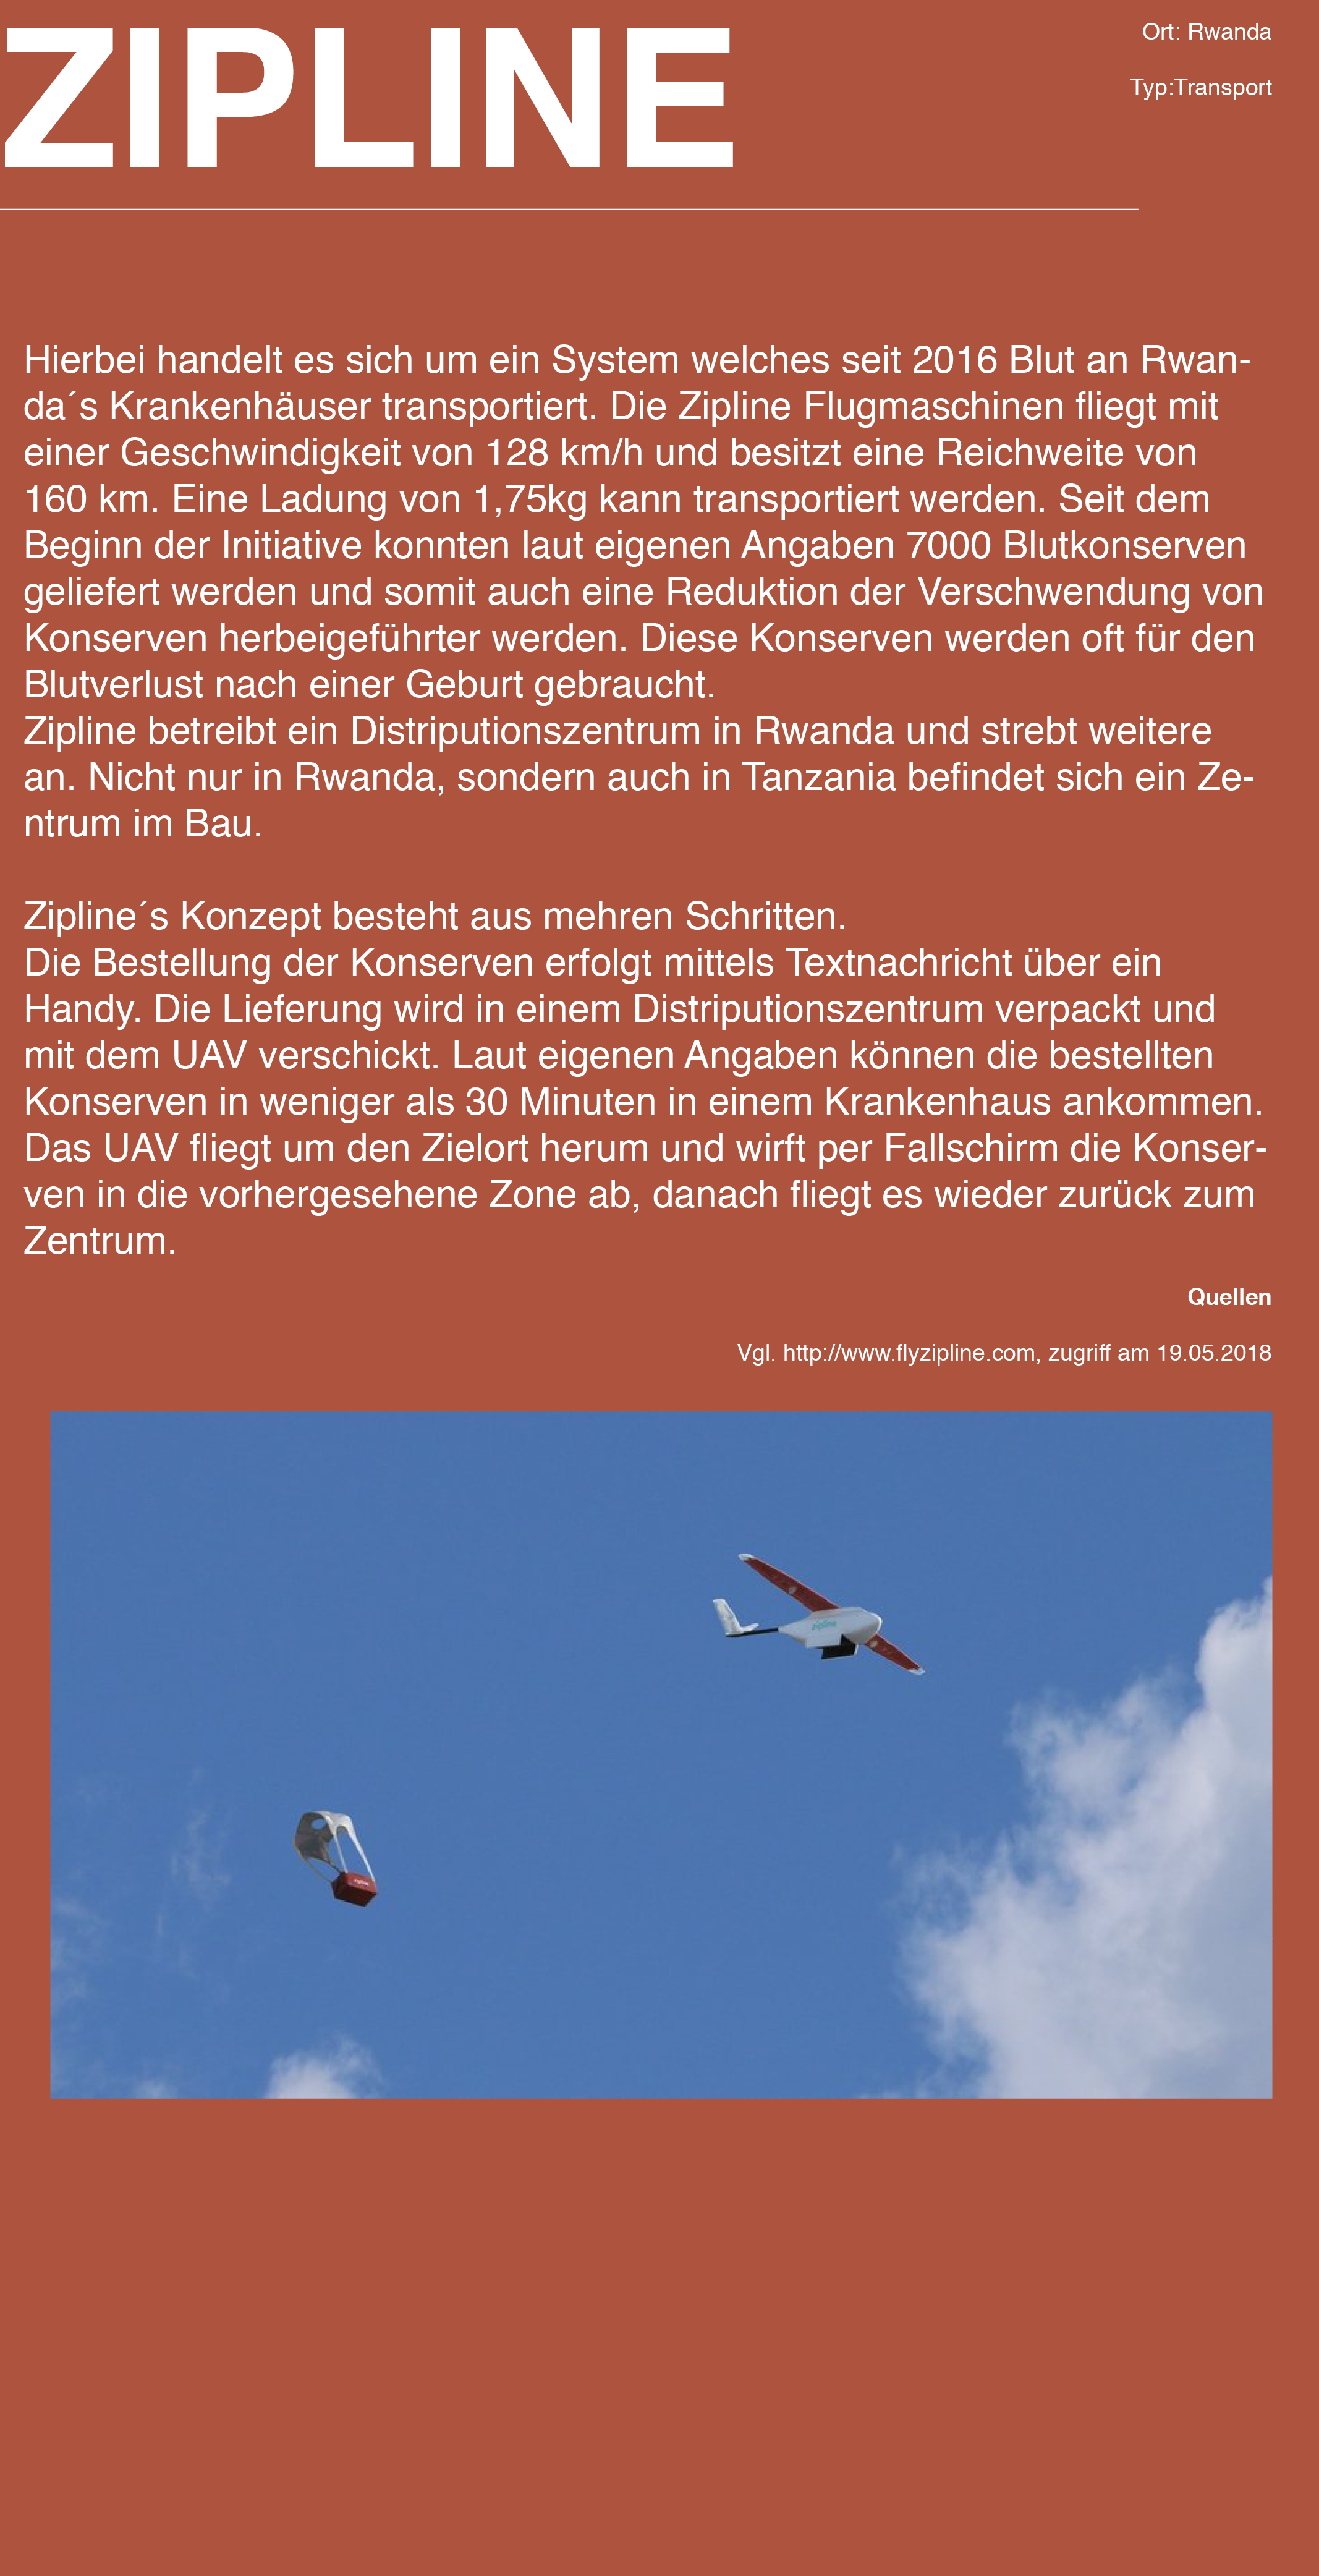 ZIPLINE
Ort: Rwanda
Typ:Transport
Hierbei handelt es sich um ein System welches seit 2016 Blut an Rwan-
da´s Krankenhäuser transportiert. Die Zipline Flugmaschinen fliegt mit
einer Geschwindigkeit von 128 km/h und besitzt eine Reichweite von
160 km. Eine Ladung von 1,75kg kann transportiert werden. Seit dem
Beginn der Initiative konnten laut eigenen Angaben 7000 Blutkonserven
geliefert werden und somit auch eine Reduktion der Verschwendung von
Konserven herbeigeführter werden. Diese Konserven werden oft für den
Blutverlust nach einer Geburt gebraucht.
Zipline betreibt ein Distriputionszentrum in Rwanda und strebt weitere
an. Nicht nur in Rwanda, sondern auch in Tanzania befindet sich ein Ze-
ntrum im Bau.
Zipline´s Konzept besteht aus mehren Schritten.
Die Bestellung der Konserven erfolgt mittels Textnachricht über ein
Handy. Die Lieferung wird in einem Distriputionszentrum verpackt und
mit dem UAV verschickt. Laut eigenen Angaben können die bestellten
Konserven in weniger als 30 Minuten in einem Krankenhaus ankommen.
Das UAV fliegt um den Zielort herum und wirft per Fallschirm die Konser-
ven in die vorhergesehene Zone ab, danach fliegt es wieder zurück zum
Zentrum.
Quellen
Vgl. http://www.flyzipline.com, zugriff am 19.05.2018
zipline
zipline